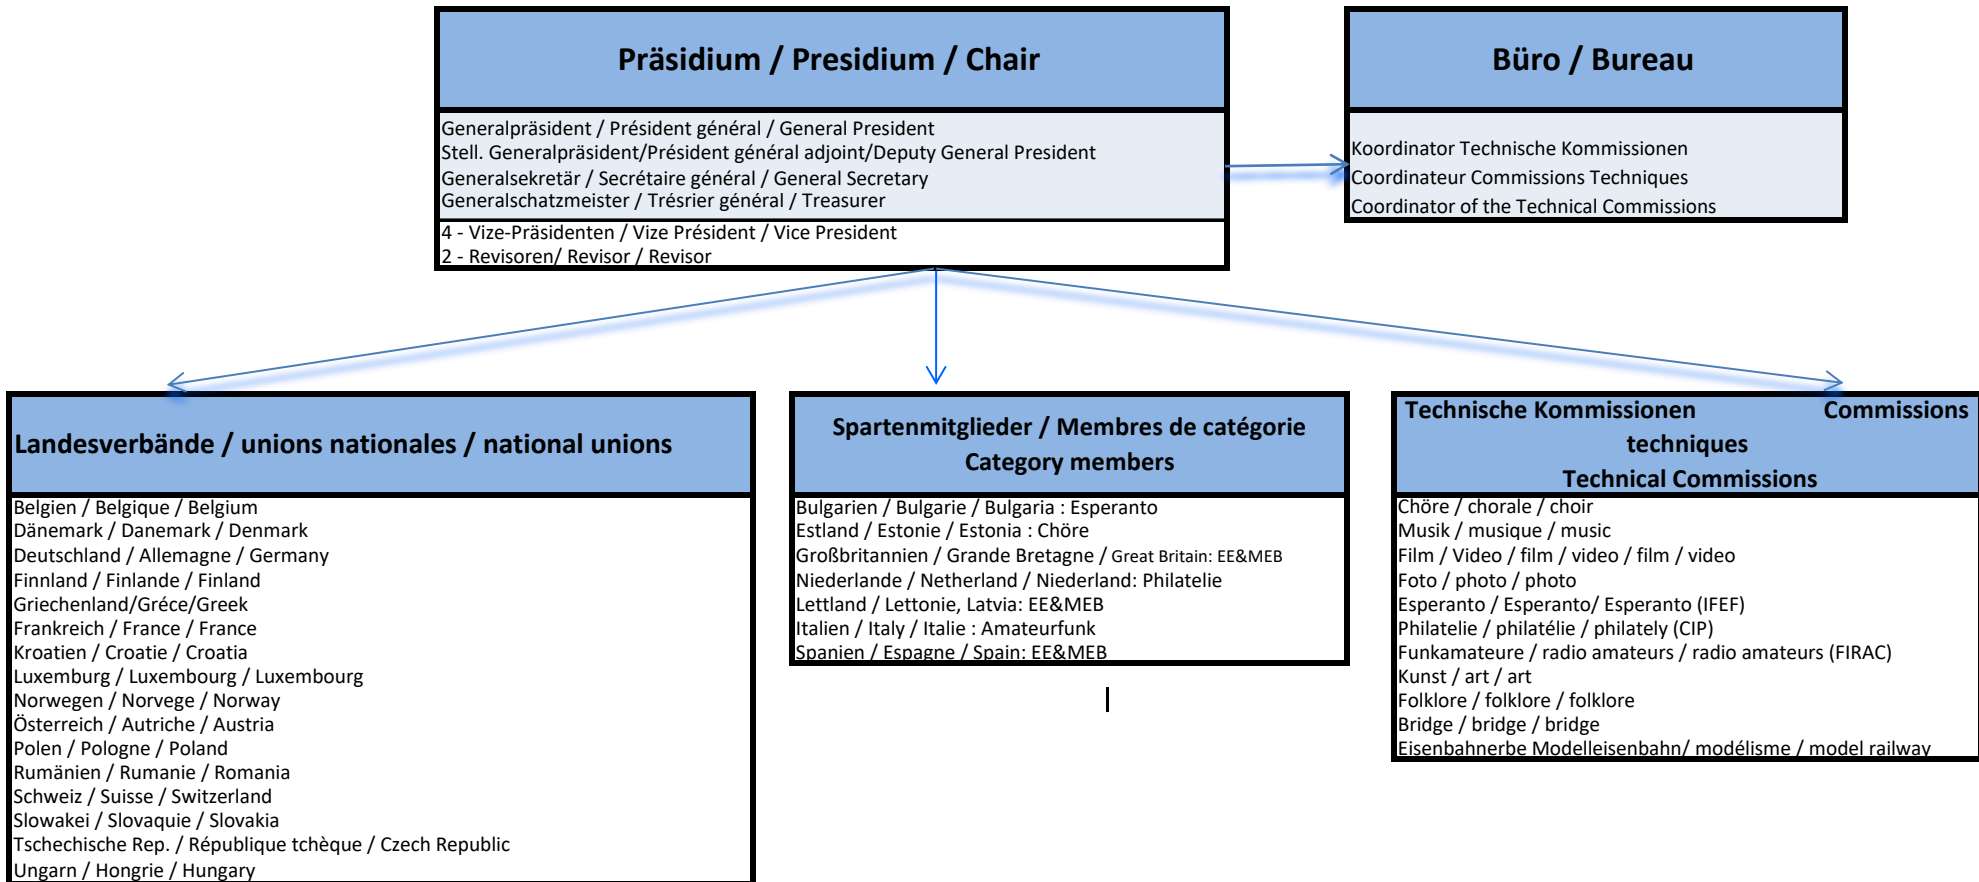 Präsidium / Presidium / Chair
Generalpräsident / Président général / General President
Stell. Generalpräsident/Président général adjoint/Deputy General President
Generalsekretär / Secrétaire général / General Secretary
Generalschatzmeister / Trésrier général / Treasurer
4 - Vize-Präsidenten / Vize Président / Vice President
2 - Revisoren/ Revisor / Revisor
Büro / Bureau
Koordinator Technische Kommissionen
Coordinateur Commissions Techniques
Coordinator of the Technical Commissions
Landesverbände / unions nationales / national unions
Belgien / Belgique / Belgium
Dänemark / Danemark / Denmark
Deutschland / Allemagne / Germany
Finnland / Finlande / Finland
Griechenland/Gréce/Greek
Frankreich / France / France
Kroatien / Croatie / Croatia
Luxemburg / Luxembourg / Luxembourg
Norwegen / Norvege / Norway
Österreich / Autriche / Austria
Polen / Pologne / Poland
Rumänien / Rumanie / Romania
Schweiz / Suisse / Switzerland
Slowakei / Slovaquie / Slovakia
Tschechische Rep. / République tchèque / Czech Republic
Ungarn / Hongrie / Hungary
Spartenmitglieder / Membres de catégorie
Category members
Bulgarien / Bulgarie / Bulgaria : Esperanto
Estland / Estonie / Estonia : Chöre
Großbritannien / Grande Bretagne / Great Britain: EE&MEB
Niederlande / Netherland / Niederland: Philatelie
Lettland / Lettonie, Latvia: EE&MEB
Italien / Italy / Italie : Amateurfunk
Spanien / Espagne / Spain: EE&MEB
Technische Kommissionen Commissions
techniques
Technical Commissions
Chöre / chorale / choir
Musik / musique / music
Film / Video / film / video / film / video
Foto / photo / photo
Esperanto / Esperanto/ Esperanto (IFEF)
Philatelie / philatélie / philately (CIP)
Funkamateure / radio amateurs / radio amateurs (FIRAC)
Kunst / art / art
Folklore / folklore / folklore
Bridge / bridge / bridge
Eisenbahnerbe Modelleisenbahn/ modélisme / model railway